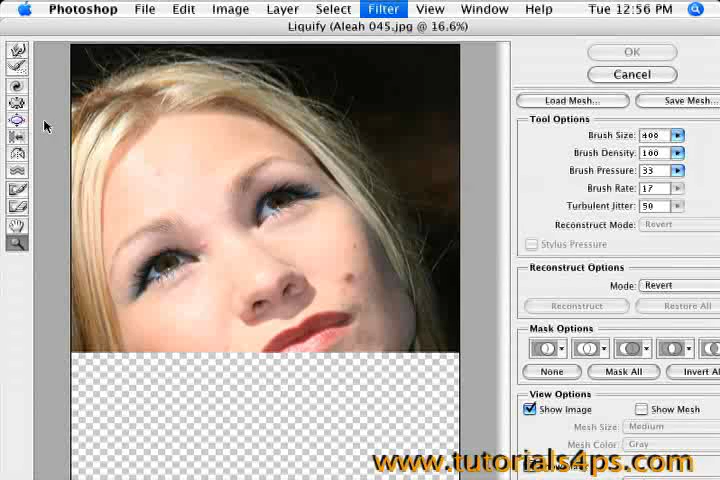 Photoshop File Edit Image Layer Select Filter View Window Help Tue 12:56 PM
Liquify (Aleah 045.jpg @ 16.6%)
OK
Cancel
Load Mesh... Save Mesh...
Tool Options
Brush Size: 400
Brush Density: 100
Brush Pressure: 33
Brush Rate: 17
Turbulent Jitter: 50
Reconstruct Mode: Revert
Stylus Pressure
Reconstruct Options
Mode: Revert
Reconstruct Restore All
Mask Options
None Mask All Invert Al
View Options
Show Image Show Mesh
Mesh Size: Medium
Mesh Color: Gray
www.tutorials4ps.com